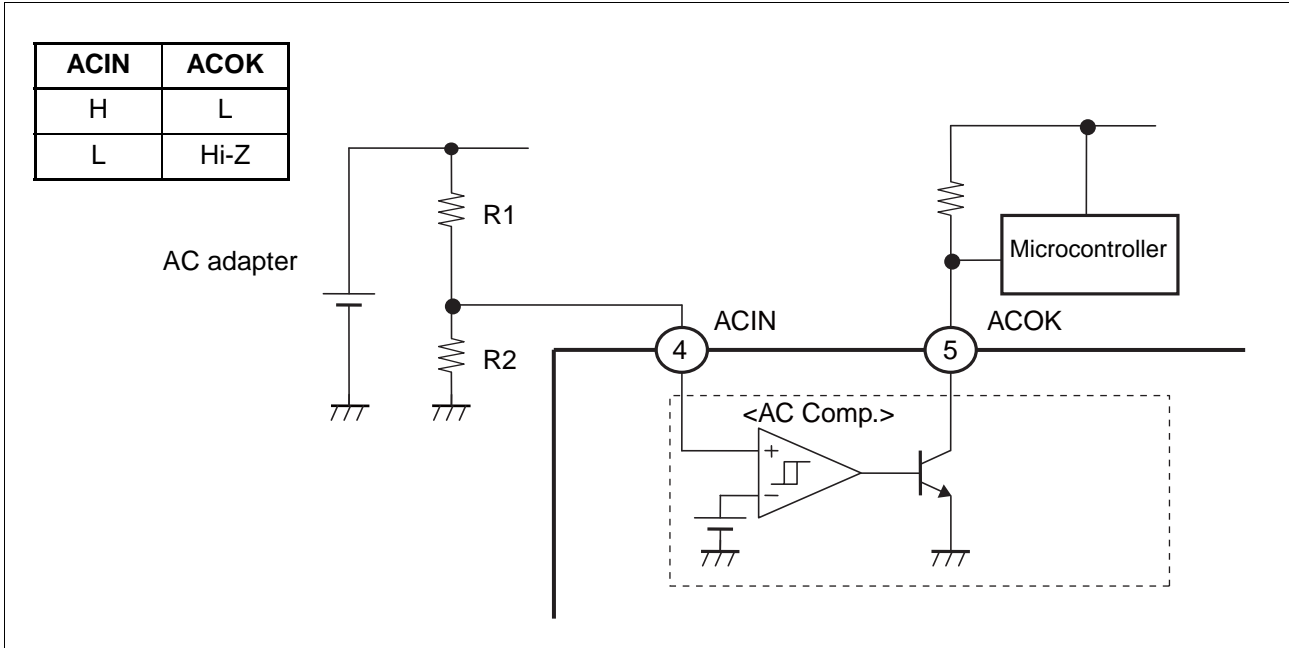 ACIN ACOK
H L
L Hi-Z
R1
Microcontroller
AC adapter
ACIN ACOK
4 5
R2
<AC Comp.>
+
−